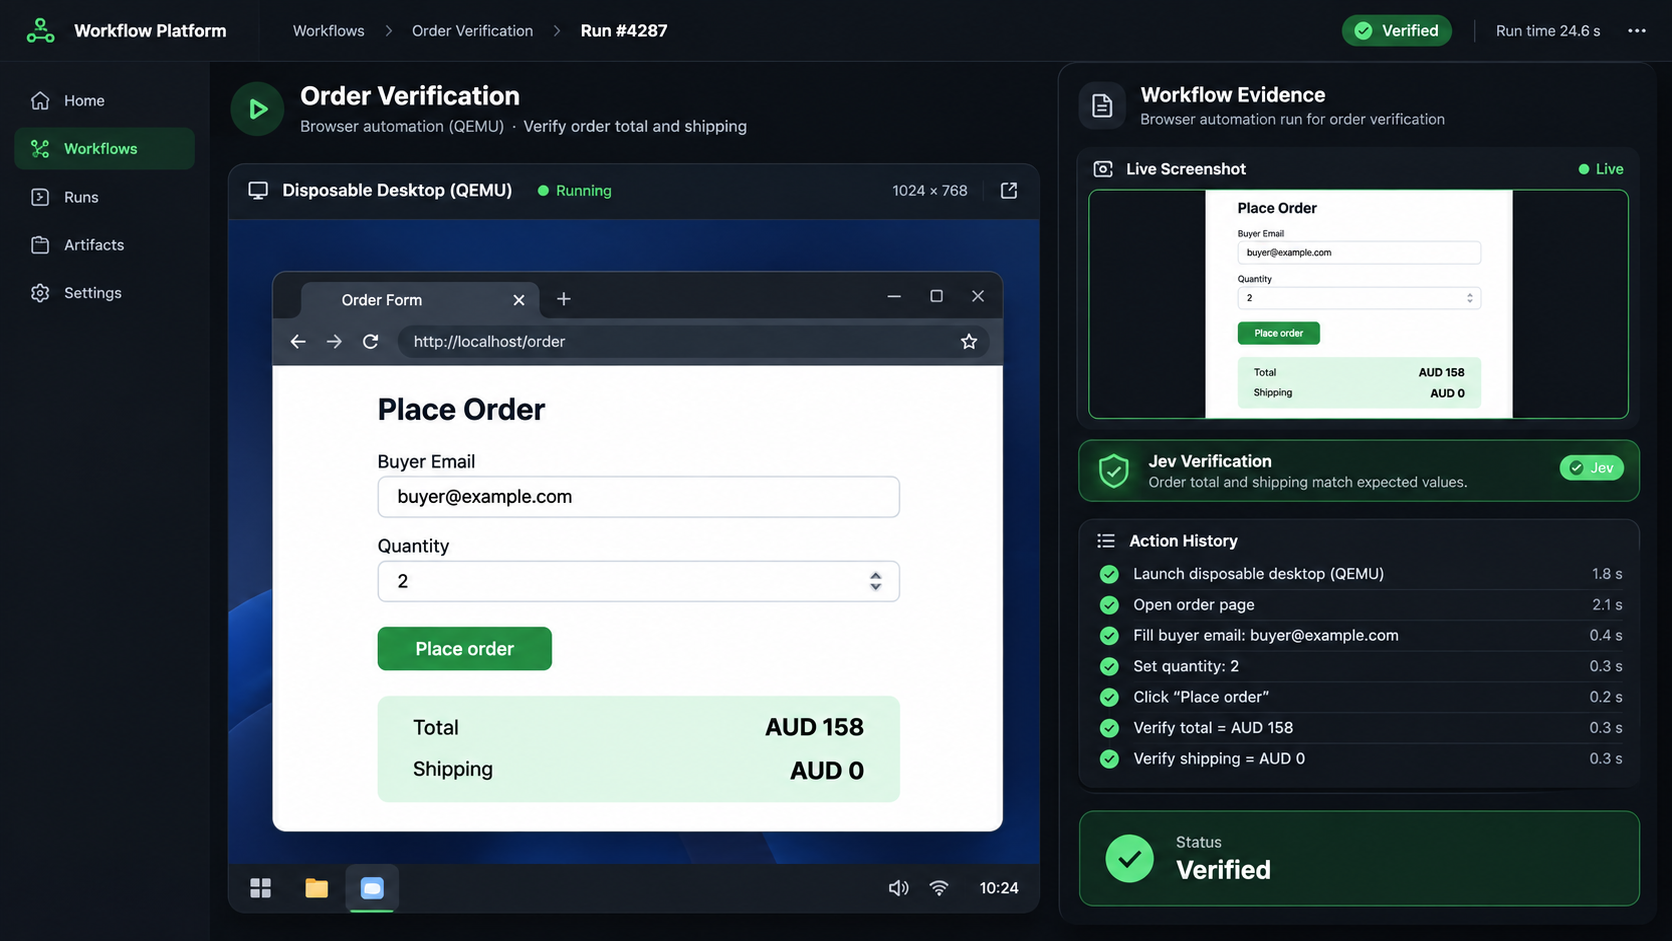 Workflow Platform
Workflows > Order Verification > Run #4287
Verified
Run time 24.6 s
Home
Workflows
Runs
Artifacts
Settings
Order Verification
Browser automation (QEMU) · Verify order total and shipping
Disposable Desktop (QEMU)
Running
1024 × 768
Order Form
http://localhost/order
Place Order
Buyer Email
buyer@example.com
Quantity
2
Place order
Total AUD 158
Shipping AUD 0
10:24
Workflow Evidence
Browser automation run for order verification
Live Screenshot
Live
Place Order
Buyer Email
buyer@example.com
Quantity
2
Place order
Total AUD 158
Shipping AUD 0
Jev Verification
Order total and shipping match expected values.
Jev
Action History
Launch disposable desktop (QEMU) 1.8 s
Open order page 2.1 s
Fill buyer email: buyer@example.com 0.4 s
Set quantity: 2 0.3 s
Click “Place order” 0.2 s
Verify total = AUD 158 0.3 s
Verify shipping = AUD 0 0.3 s
Status
Verified